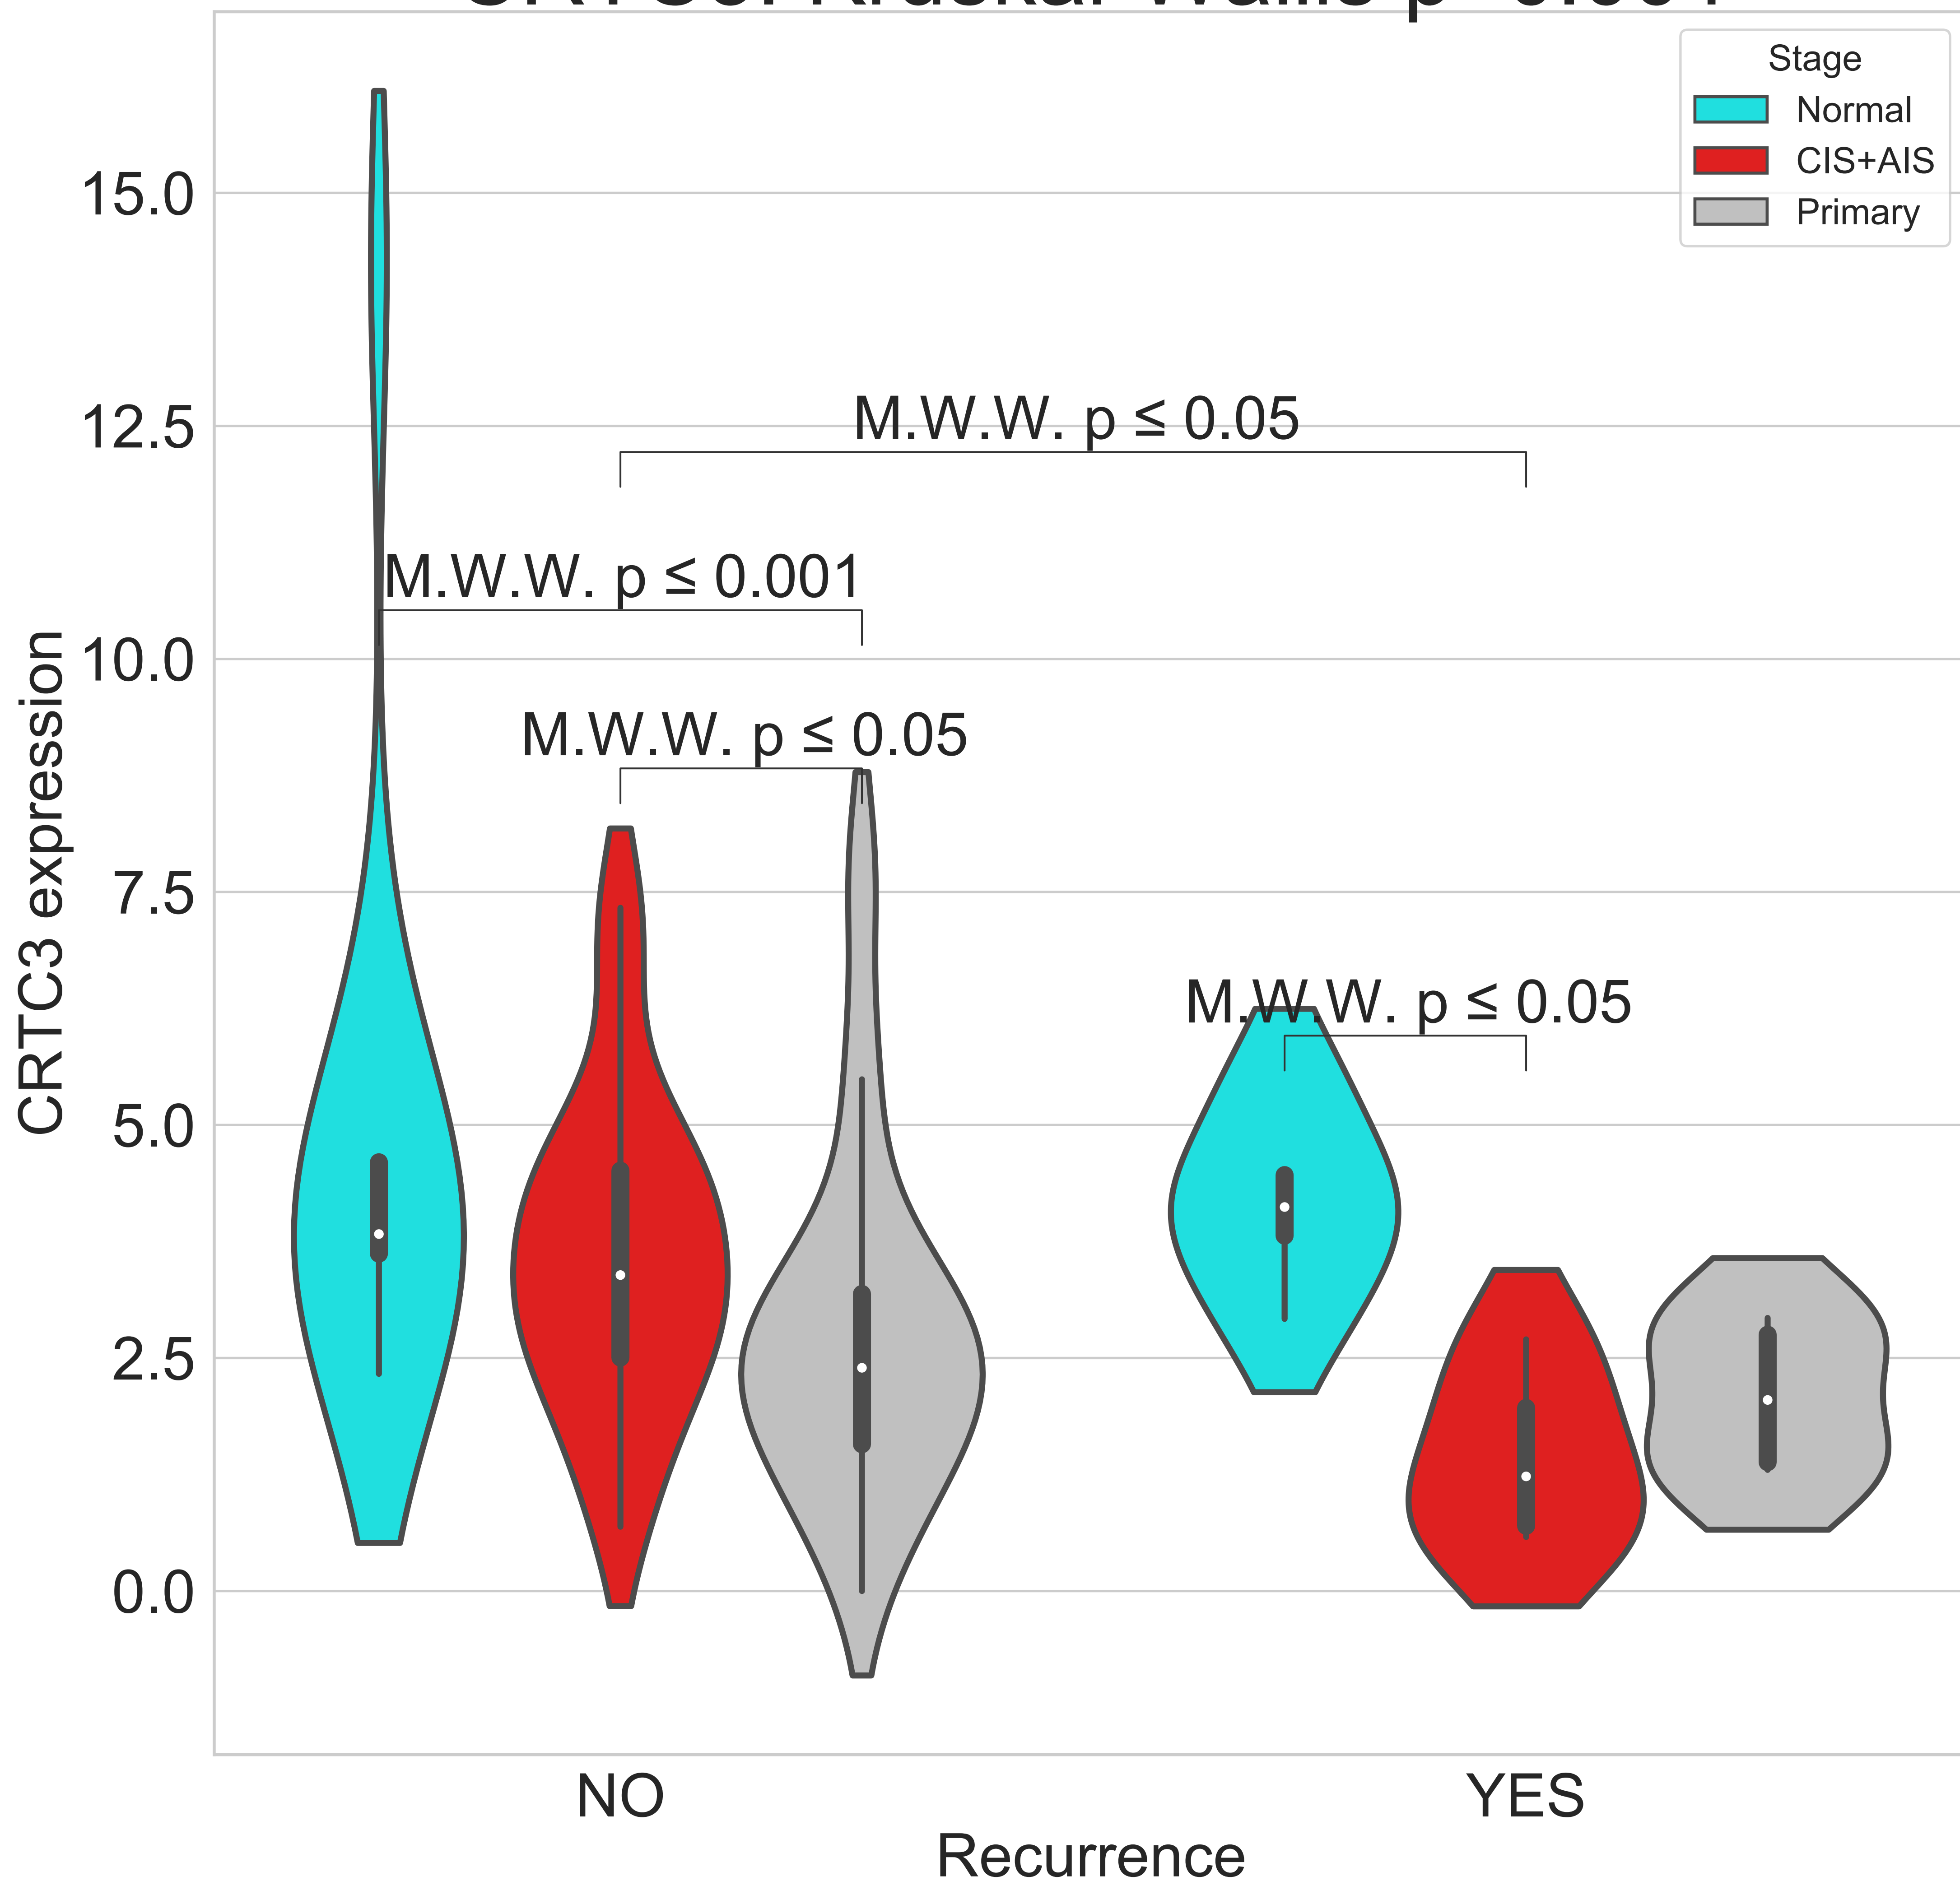 Stage
Normal
CIS+AIS
Primary
15.0
12.5
10.0
7.5
5.0
2.5
0.0
CRTC3 expression
M.W.W. p ≤ 0.05
M.W.W. p ≤ 0.001
M.W.W. p ≤ 0.05
M.W.W. p ≤ 0.05
NO
YES
Recurrence